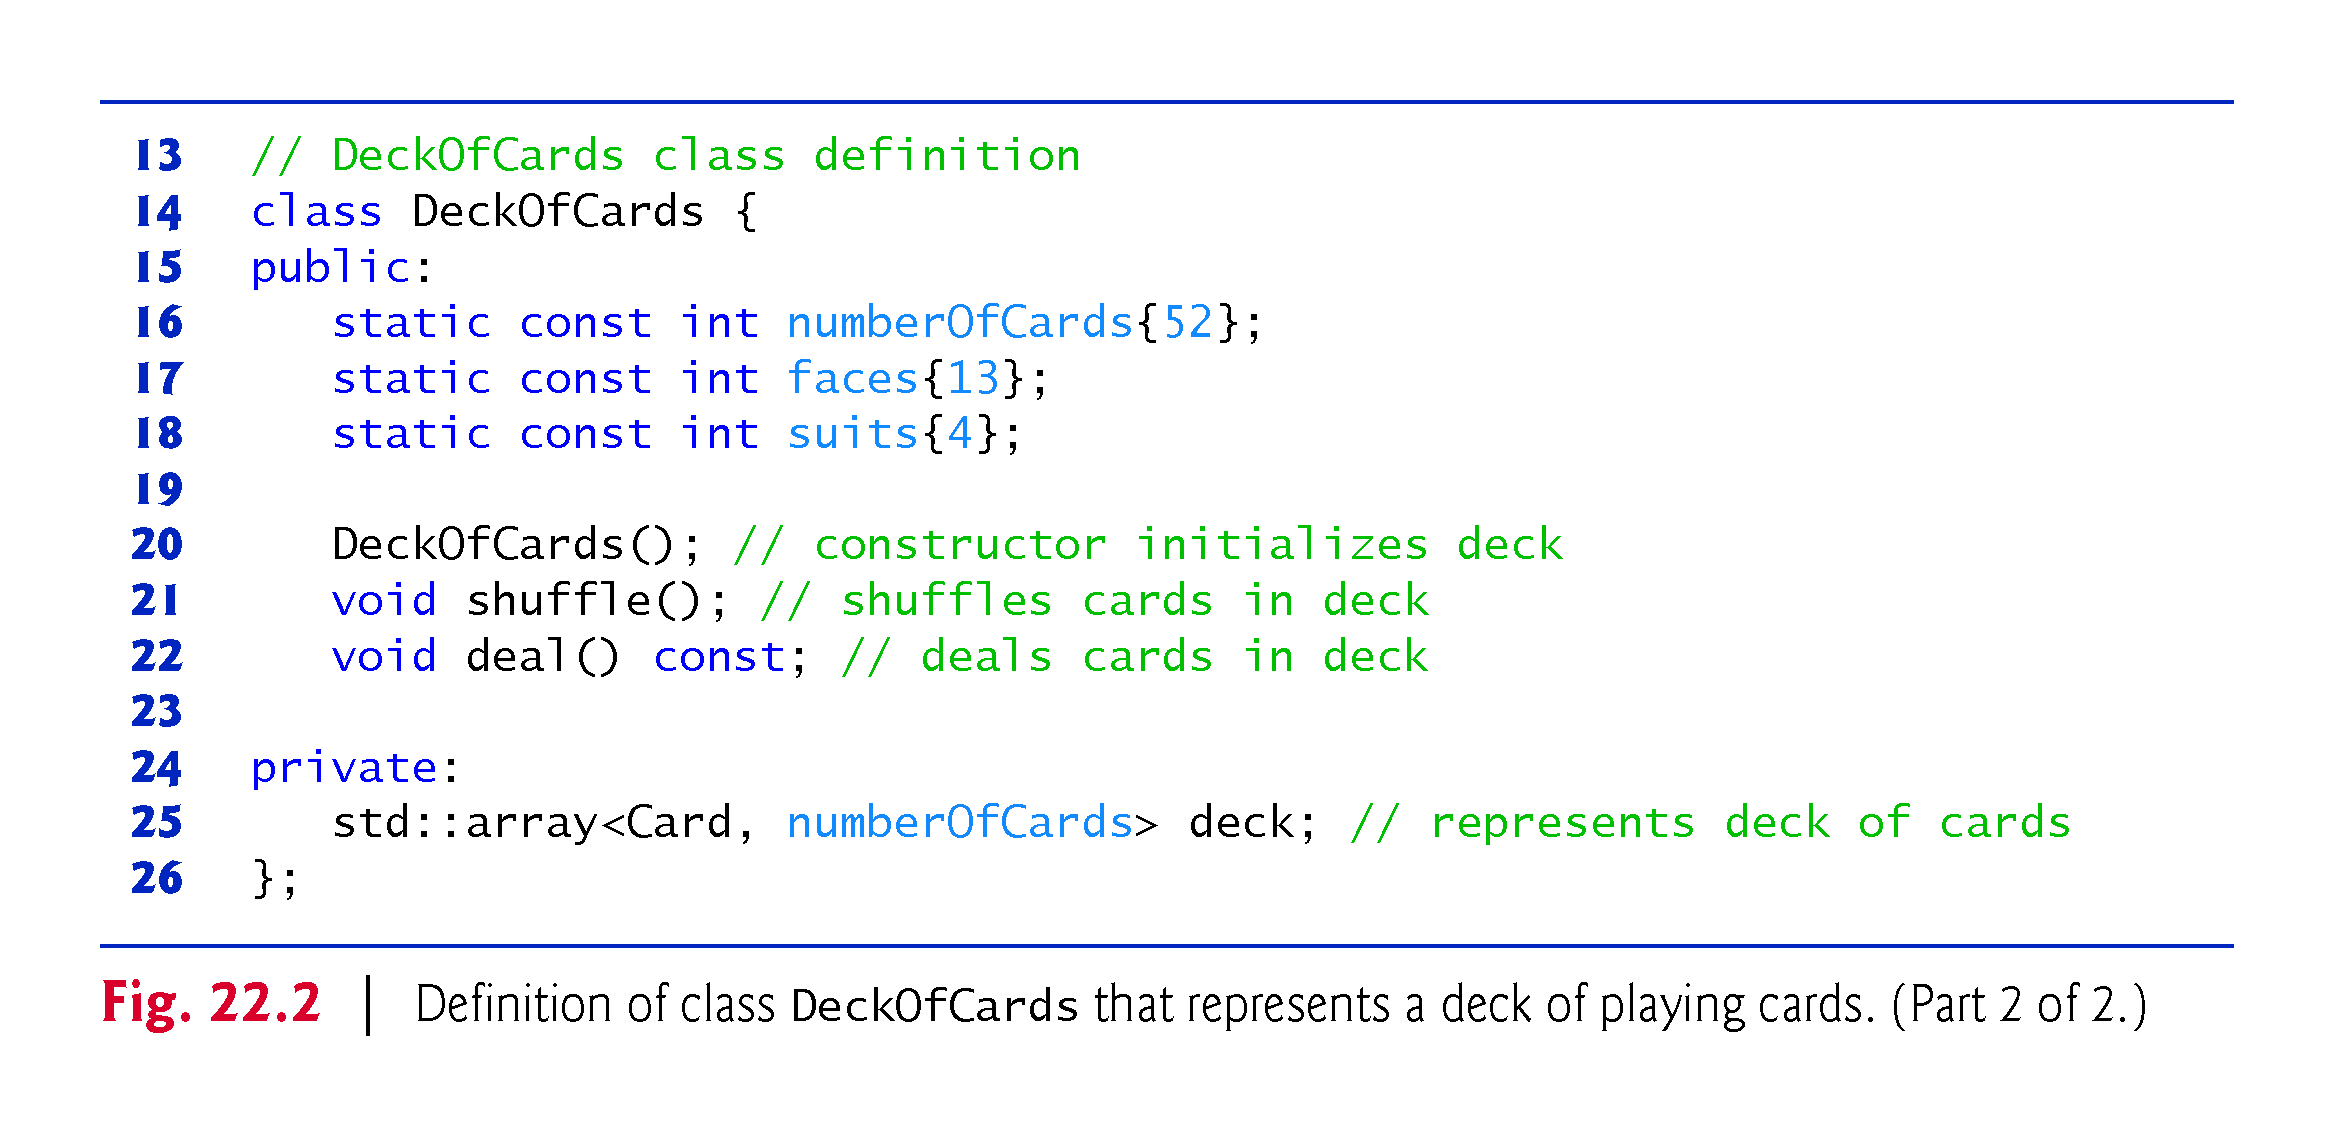 13 // DeckOfCards class definition
14 class DeckOfCards {
15 public:
16    static const int numberOfCards{52};
17    static const int faces{13};
18    static const int suits{4};
19
20    DeckOfCards(); // constructor initializes deck
21    void shuffle(); // shuffles cards in deck
22    void deal() const; // deals cards in deck
23
24 private:
25    std::array<Card, numberOfCards> deck; // represents deck of cards
26 };
Fig. 22.2 | Definition of class DeckOfCards that represents a deck of playing cards. (Part 2 of 2.)